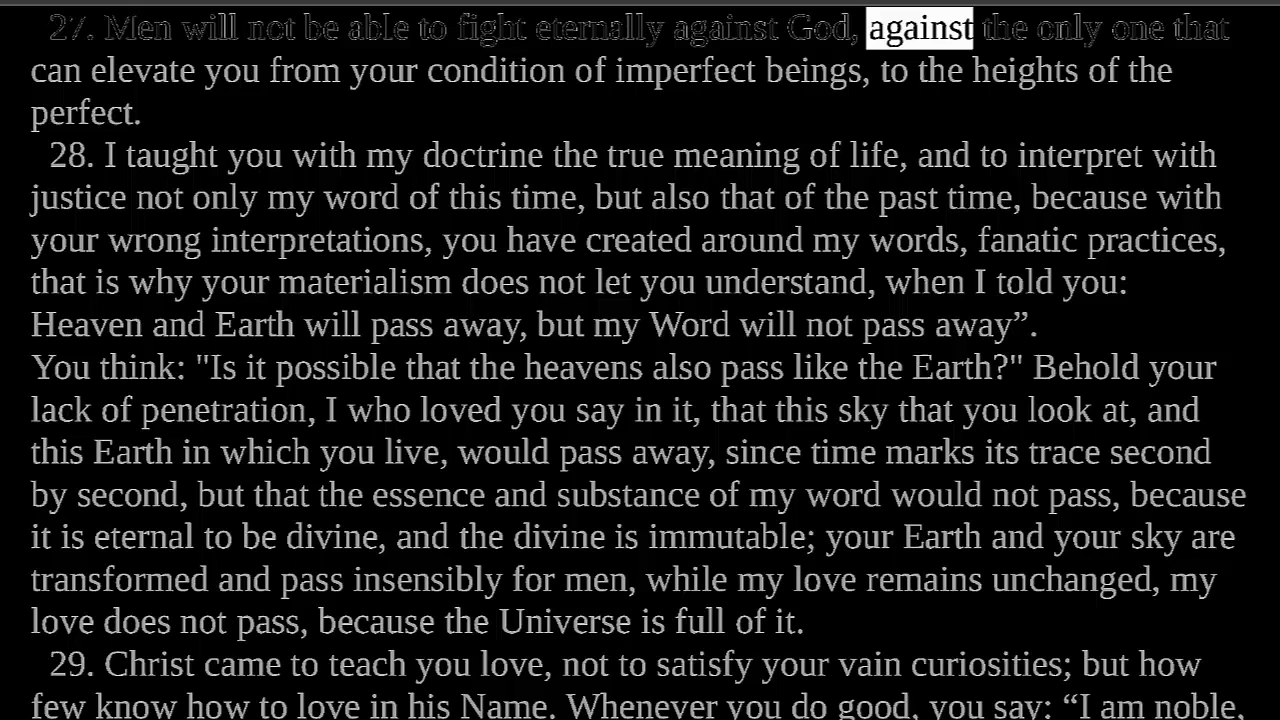 27. Men will not be able to fight eternally against God, against the only one that
can elevate you from your condition of imperfect beings, to the heights of the
perfect.
28. I taught you with my doctrine the true meaning of life, and to interpret with
justice not only my word of this time, but also that of the past time, because with
your wrong interpretations, you have created around my words, fanatic practices,
that is why your materialism does not let you understand, when I told you:
Heaven and Earth will pass away, but my Word will not pass away”.
You think: "Is it possible that the heavens also pass like the Earth?" Behold your
lack of penetration, I who loved you say in it, that this sky that you look at, and
this Earth in which you live, would pass away, since time marks its trace second
by second, but that the essence and substance of my word would not pass, because
it is eternal to be divine, and the divine is immutable; your Earth and your sky are
transformed and pass insensibly for men, while my love remains unchanged, my
love does not pass, because the Universe is full of it.
29. Christ came to teach you love, not to satisfy your vain curiosities; but how
few know how to love in his Name. Whenever you do good, you say: “I am noble,